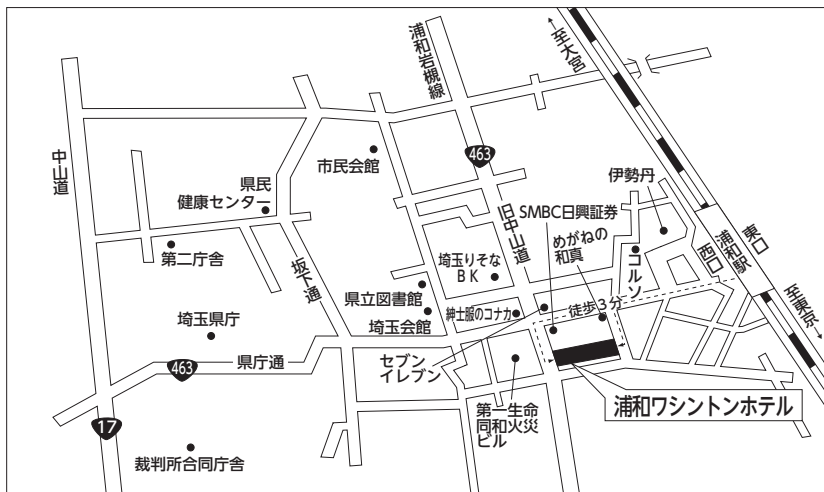 浦和岩槻線
至大宮
中山道
463
市民会館
県民
健康センター
伊勢丹
旧中山道
SMBC日興証券
めがねの
和真
東口
浦和駅
西口
第二庁舎
坂下通
埼玉りそな
BK
コルソ
県立図書館
至東京
徒歩3分
紳士服のコナカ
埼玉会館
埼玉県庁
県庁通
463
セブン
イレブン
第一生命
同和火災
ビル
浦和ワシントンホテル
17
裁判所合同庁舎